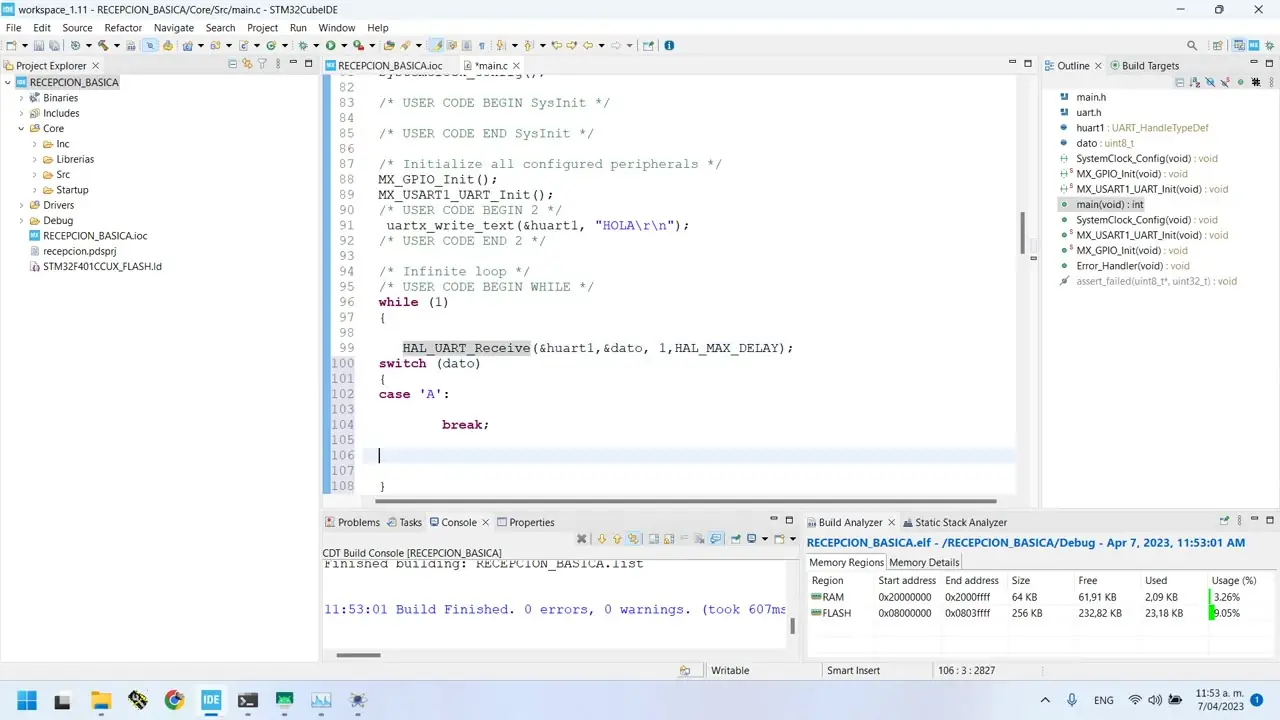 workspace_1.11 - RECEPCION_BASICA/Core/Src/main.c - STM32CubeIDE
File Edit Source Refactor Navigate Search Project Run Window Help
Project Explorer
RECEPCION_BASICA
Binaries
Includes
Core
Inc
Librerias
Src
Startup
Drivers
Debug
RECEPCION_BASICA.ioc
recepcion.pdsprj
STM32F401CCUX_FLASH.ld
RECEPCION_BASICA.ioc *main.c
82
83 /* USER CODE BEGIN SysInit */
84
85 /* USER CODE END SysInit */
86
87 /* Initialize all configured peripherals */
88 MX_GPIO_Init();
89 MX_USART1_UART_Init();
90 /* USER CODE BEGIN 2 */
91 uartx_write_text(&huart1, "HOLA\r\n");
92 /* USER CODE END 2 */
93
94 /* Infinite loop */
95 /* USER CODE BEGIN WHILE */
96 while (1)
97 {
98
99 HAL_UART_Receive(&huart1,&dato, 1,HAL_MAX_DELAY);
100 switch (dato)
101 {
102 case 'A':
103
104 break;
105
106
107
108 }
Outline Build Targets
main.h
uart.h
huart1 : UART_HandleTypeDef
dato : uint8_t
SystemClock_Config(void) : void
MX_GPIO_Init(void) : void
MX_USART1_UART_Init(void) : void
main(void) : int
SystemClock_Config(void) : void
MX_USART1_UART_Init(void) : void
MX_GPIO_Init(void) : void
Error_Handler(void) : void
assert_failed(uint8_t*, uint32_t) : void
Problems Tasks Console Properties
CDT Build Console [RECEPCION_BASICA]
Finished building: RECEPCION_BASICA.list
11:53:01 Build Finished. 0 errors, 0 warnings. (took 607ms
Build Analyzer Static Stack Analyzer
RECEPCION_BASICA.elf - /RECEPCION_BASICA/Debug - Apr 7, 2023, 11:53:01 AM
Memory Regions Memory Details
Region Start address End address Size Free Used Usage (%)
RAM 0x20000000 0x2000ffff 64 KB 61,91 KB 2,09 KB 3.26%
FLASH 0x08000000 0x0803ffff 256 KB 232,82 KB 23,18 KB 9.05%
Writable Smart Insert 106 : 3 : 2827
IDE ENG 11:53 a. m.
7/04/2023 1